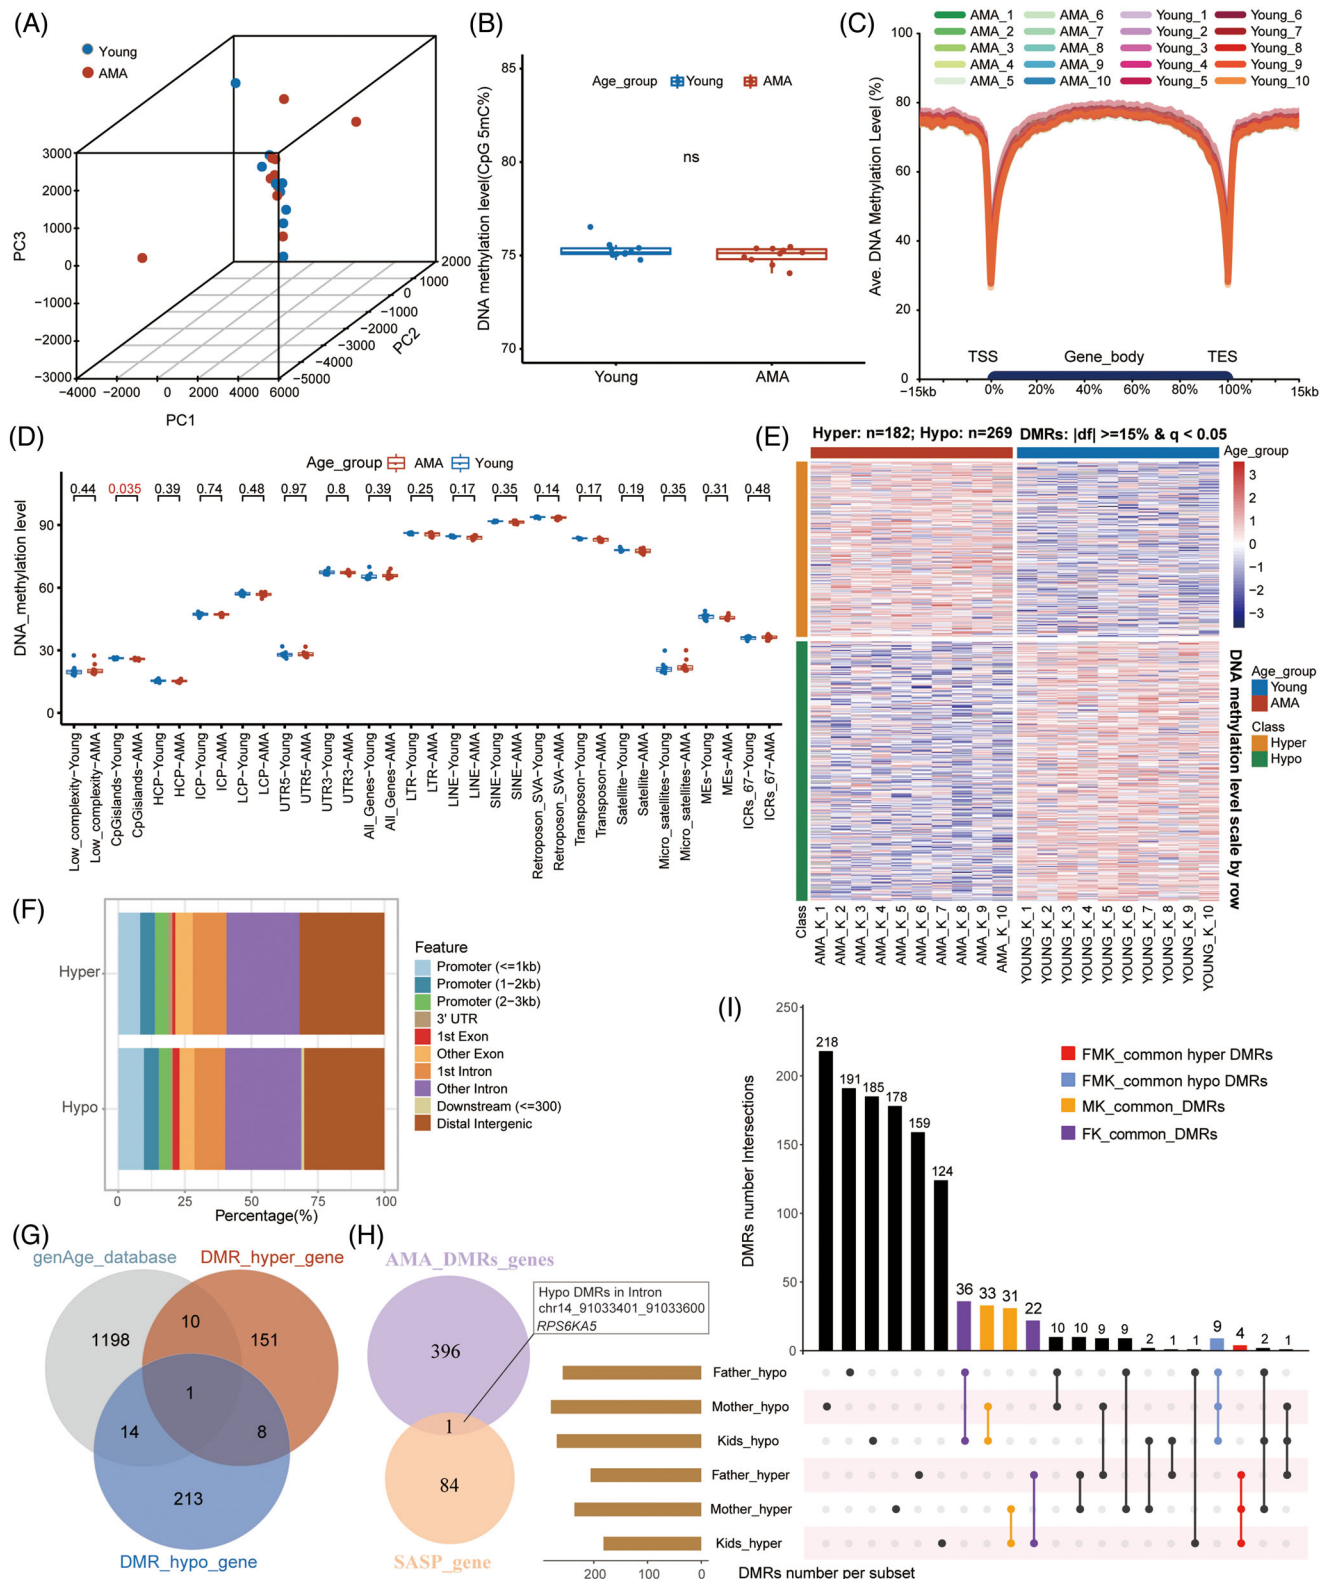 (A)
Young
AMA
3000
2000
1000
0
−1000
−2000
−3000
PC3
−4000 −2000 0 2000 4000 6000
PC1
2000
1000
0
−1000
−2000
−3000
−4000
−5000
PC2
(B)
Age_group Young AMA
ns
85
80
75
70
DNA methylation level(CpG 5mC%)
Young AMA
(C)
AMA_1 AMA_6 Young_1 Young_6
AMA_2 AMA_7 Young_2 Young_7
AMA_3 AMA_8 Young_3 Young_8
AMA_4 AMA_9 Young_4 Young_9
AMA_5 AMA_10 Young_5 Young_10
100
80
60
40
20
0
Ave. DNA Methylation Level (%)
TSS Gene_body TES
−15kb 0% 20% 40% 60% 80% 100% 15kb
(D)
Age_group AMA Young
0.44 0.035 0.39 0.74 0.48 0.97 0.8 0.39 0.25 0.17 0.35 0.14 0.17 0.19 0.35 0.31 0.48
90
60
30
0
DNA_methylation level
Low_complexity−Young
Low_complexity−AMA
CpGislands−Young
CpGislands−AMA
HCP−Young
HCP−AMA
ICP−Young
ICP−AMA
LCP−Young
LCP−AMA
UTR5−Young
UTR5−AMA
UTR3−Young
UTR3−AMA
All_Genes−Young
All_Genes−AMA
LTR−Young
LTR−AMA
LINE−Young
LINE−AMA
SINE−Young
SINE−AMA
Retroposon_SVA−Young
Retroposon_SVA−AMA
Transposon−Young
Transposon−AMA
Satellite−Young
Satellite−AMA
Micro_satellites−Young
Micro_satellites−AMA
MEs−Young
MEs−AMA
ICRs_67−Young
ICRs_67−AMA
(E)
Hyper: n=182; Hypo: n=269 DMRs: |df| >=15% & q < 0.05
Age_group
3
2
1
0
−1
−2
−3
DNA methylation level scale by row
Age_group
Young
AMA
Class
Hyper
Hypo
Class
AMA_K_1
AMA_K_2
AMA_K_3
AMA_K_4
AMA_K_5
AMA_K_6
AMA_K_7
AMA_K_8
AMA_K_9
AMA_K_10
YOUNG_K_1
YOUNG_K_2
YOUNG_K_3
YOUNG_K_4
YOUNG_K_5
YOUNG_K_6
YOUNG_K_7
YOUNG_K_8
YOUNG_K_9
YOUNG_K_10
(F)
Hyper
Hypo
0 25 50 75 100
Percentage(%)
Feature
Promoter (<=1kb)
Promoter (1−2kb)
Promoter (2−3kb)
3' UTR
1st Exon
Other Exon
1st Intron
Other Intron
Downstream (<=300)
Distal Intergenic
(G)
genAge_database DMR_hyper_gene
1198 10 151
1
14 8
213
DMR_hypo_gene
(H)
AMA_DMRs_genes
396
1
84
SASP_gene
Hypo DMRs in Intron
chr14_91033401_91033600
RPS6KA5
(I)
250
200
150
100
50
0
DMRs number Intersections
218 191 185 178 159 124 36 33 31 22 10 10 9 9 2 1 1 9 4 2 1
FMK_common hyper DMRs
FMK_common hypo DMRs
MK_common_DMRs
FK_common_DMRs
Father_hypo
Mother_hypo
Kids_hypo
Father_hyper
Mother_hyper
Kids_hyper
200 100 0
DMRs number per subset